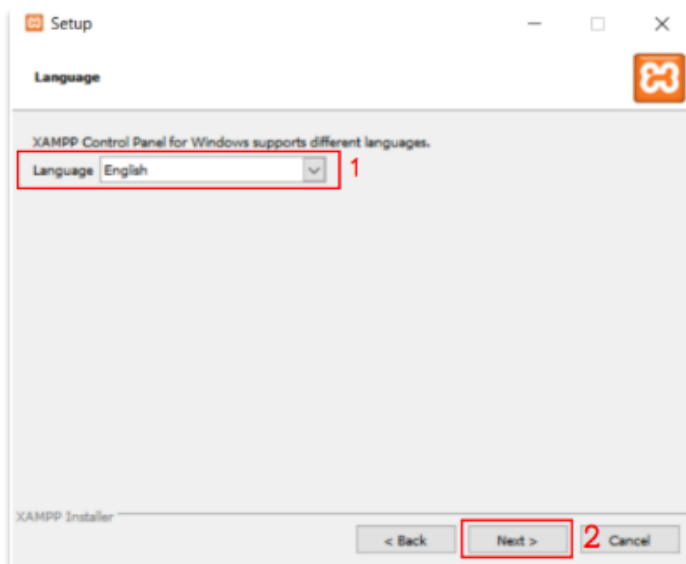 Setup
Language
XAMPP Control Panel for Windows supports different languages.
Language English 1
XAMPP Installer
< Back Next > 2 Cancel